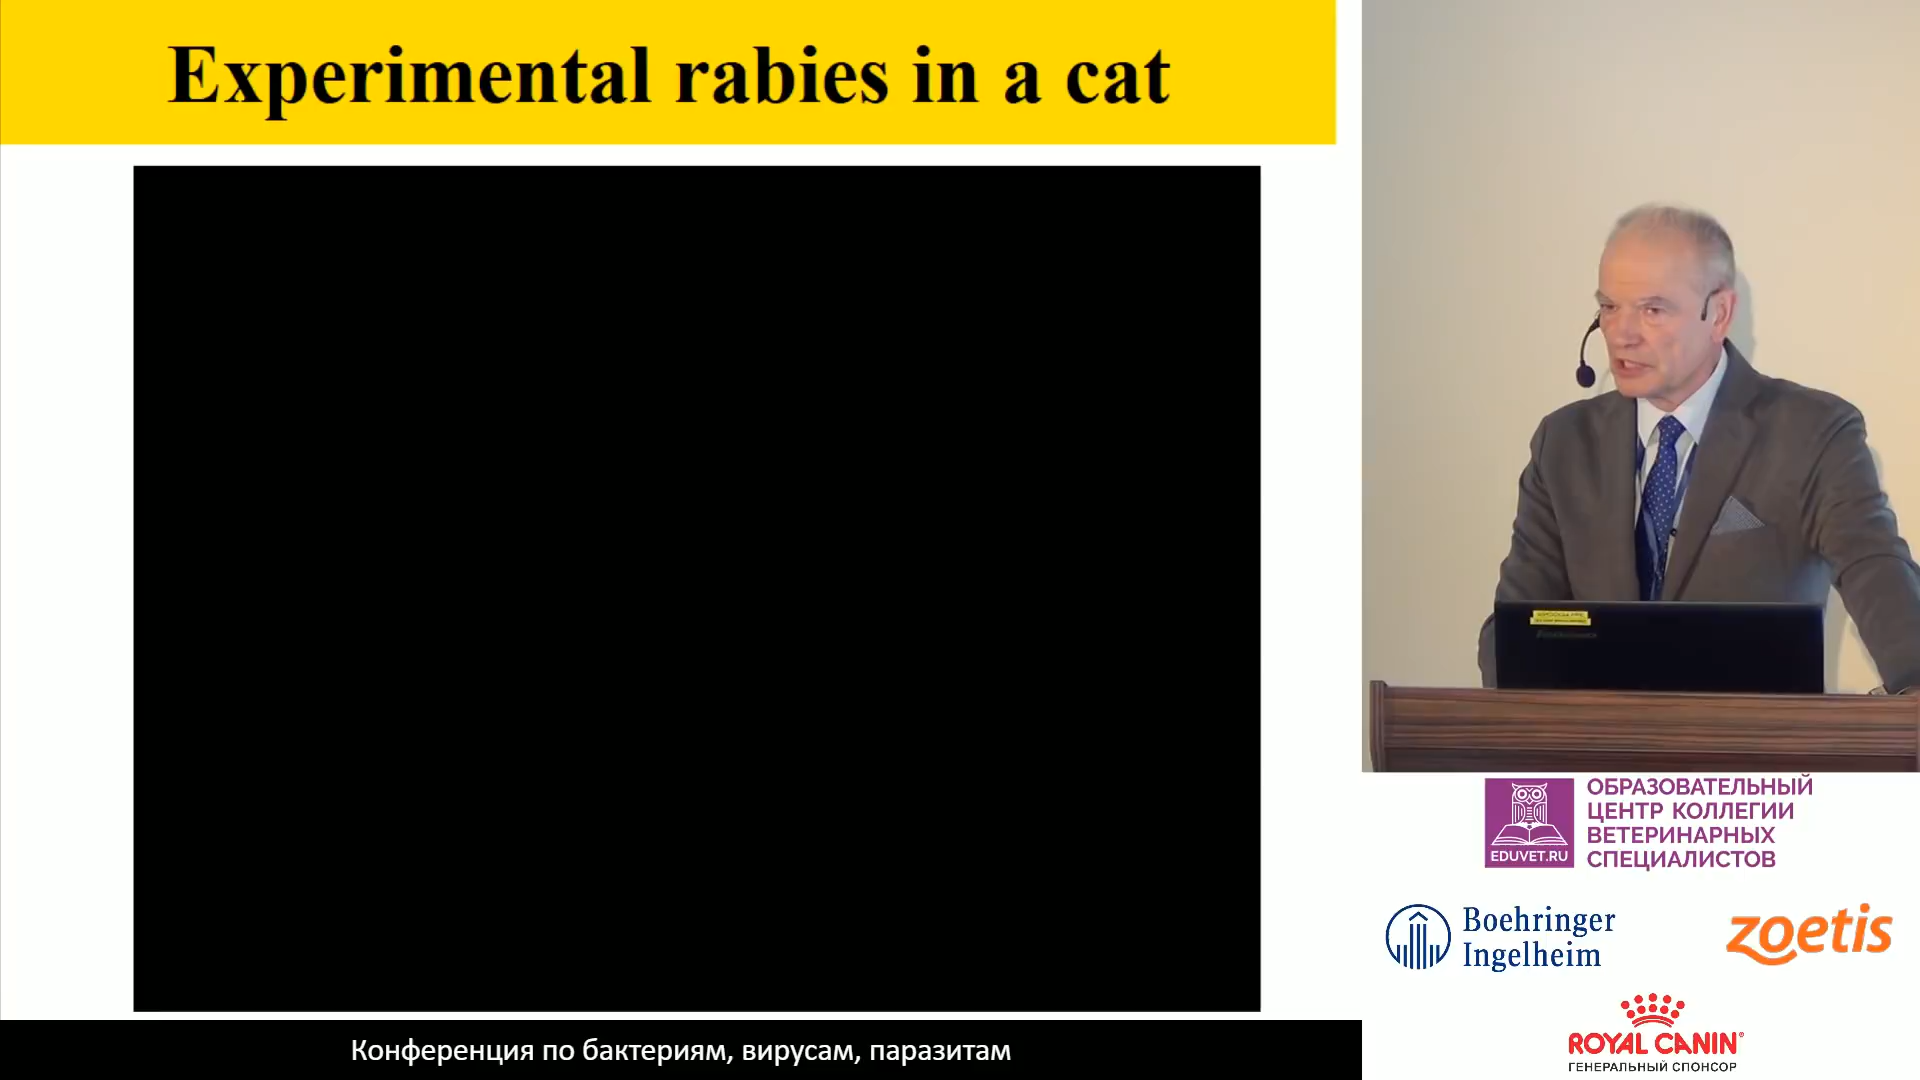 Experimental rabies in a cat
ОБРАЗОВАТЕЛЬНЫЙ
ЦЕНТР КОЛЛЕГИИ
ВЕТЕРИНАРНЫХ
СПЕЦИАЛИСТОВ
EDUVET.RU
Boehringer
Ingelheim
zoetis
ROYAL CANIN
ГЕНЕРАЛЬНЫЙ СПОНСОР
Конференция по бактериям, вирусам, паразитам